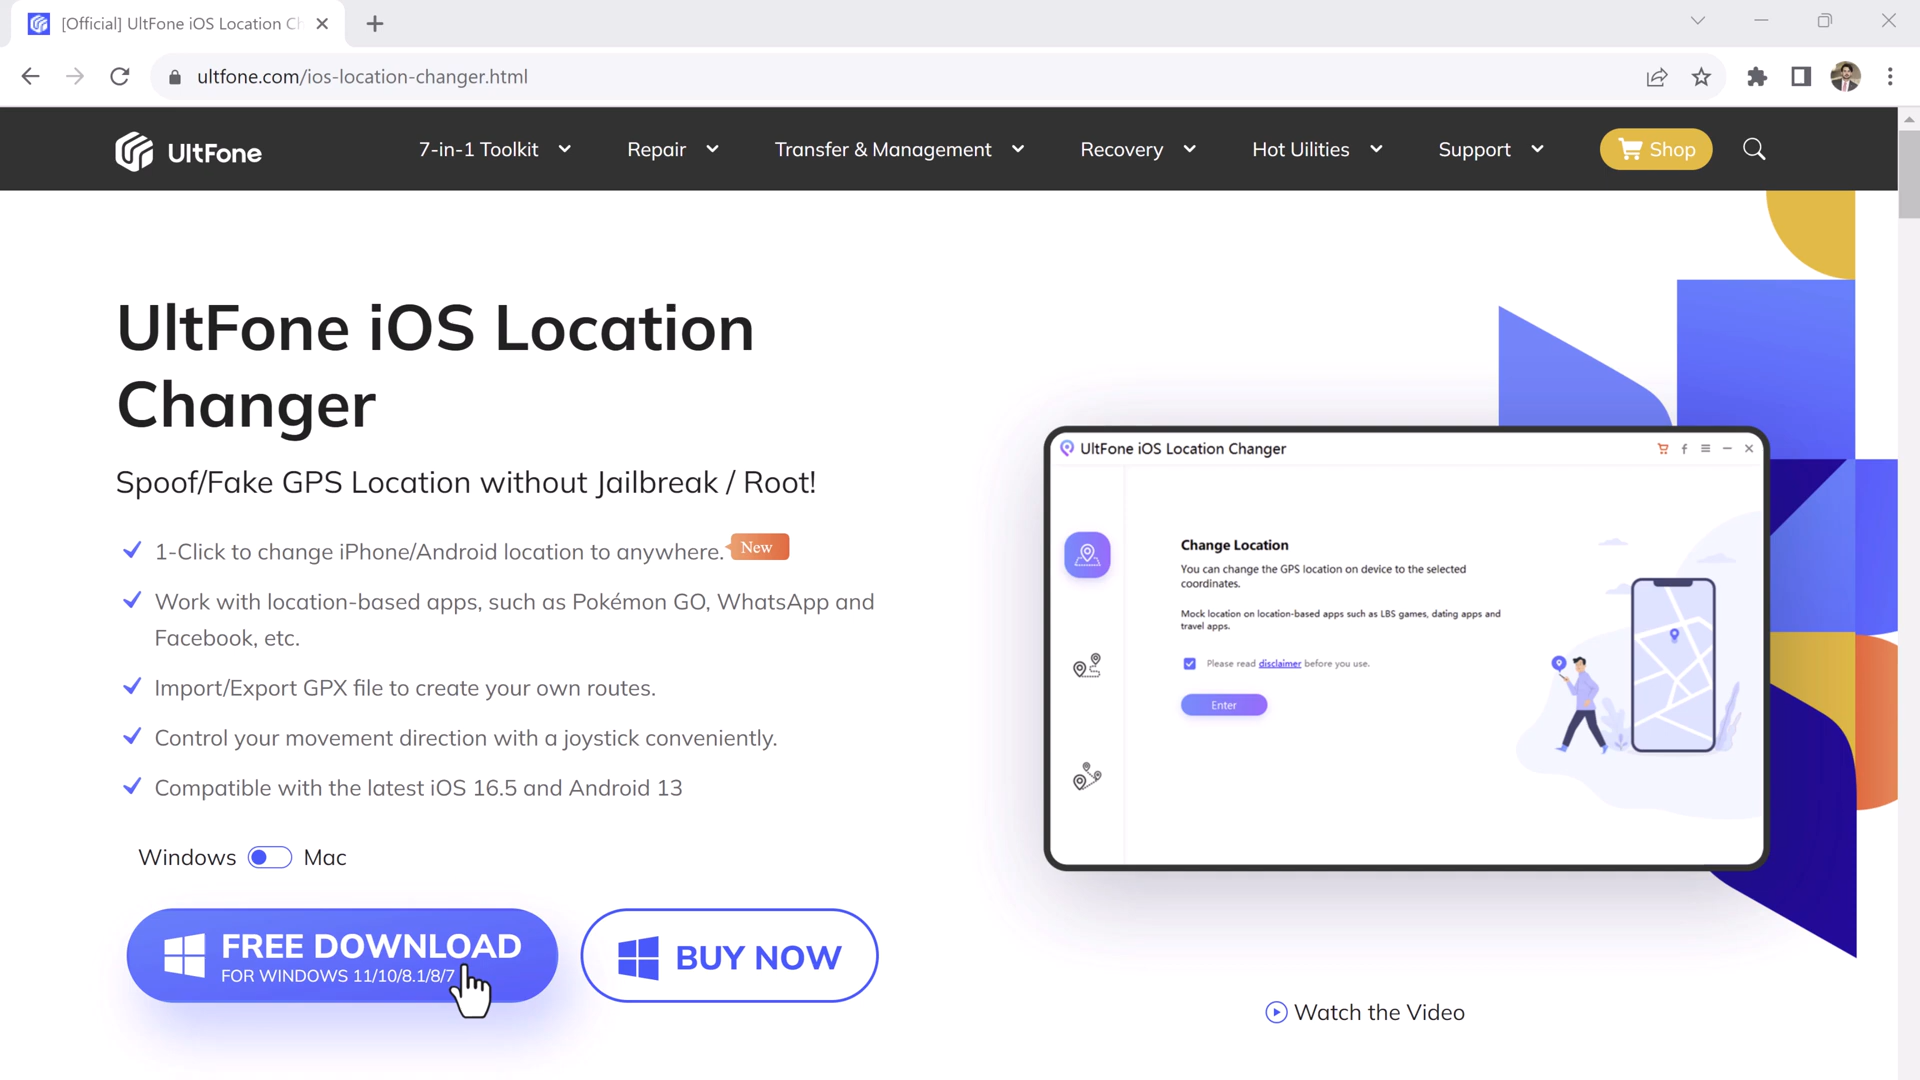 [Official] UltFone iOS Location Ch
ultfone.com/ios-location-changer.html
UltFone
7-in-1 Toolkit
Repair
Transfer & Management
Recovery
Hot Uilities
Support
Shop
UltFone iOS Location
Changer
Spoof/Fake GPS Location without Jailbreak / Root!
1-Click to change iPhone/Android location to anywhere. New
Work with location-based apps, such as Pokémon GO, WhatsApp and
Facebook, etc.
Import/Export GPX file to create your own routes.
Control your movement direction with a joystick conveniently.
Compatible with the latest iOS 16.5 and Android 13
Windows Mac
FREE DOWNLOAD
FOR WINDOWS 11/10/8.1/8/7
BUY NOW
UltFone iOS Location Changer
Change Location
You can change the GPS location on device to the selected
coordinates.
Mock location on location-based apps such as LBS games, dating apps and
travel apps.
Please read disclaimer before you use.
Enter
Watch the Video